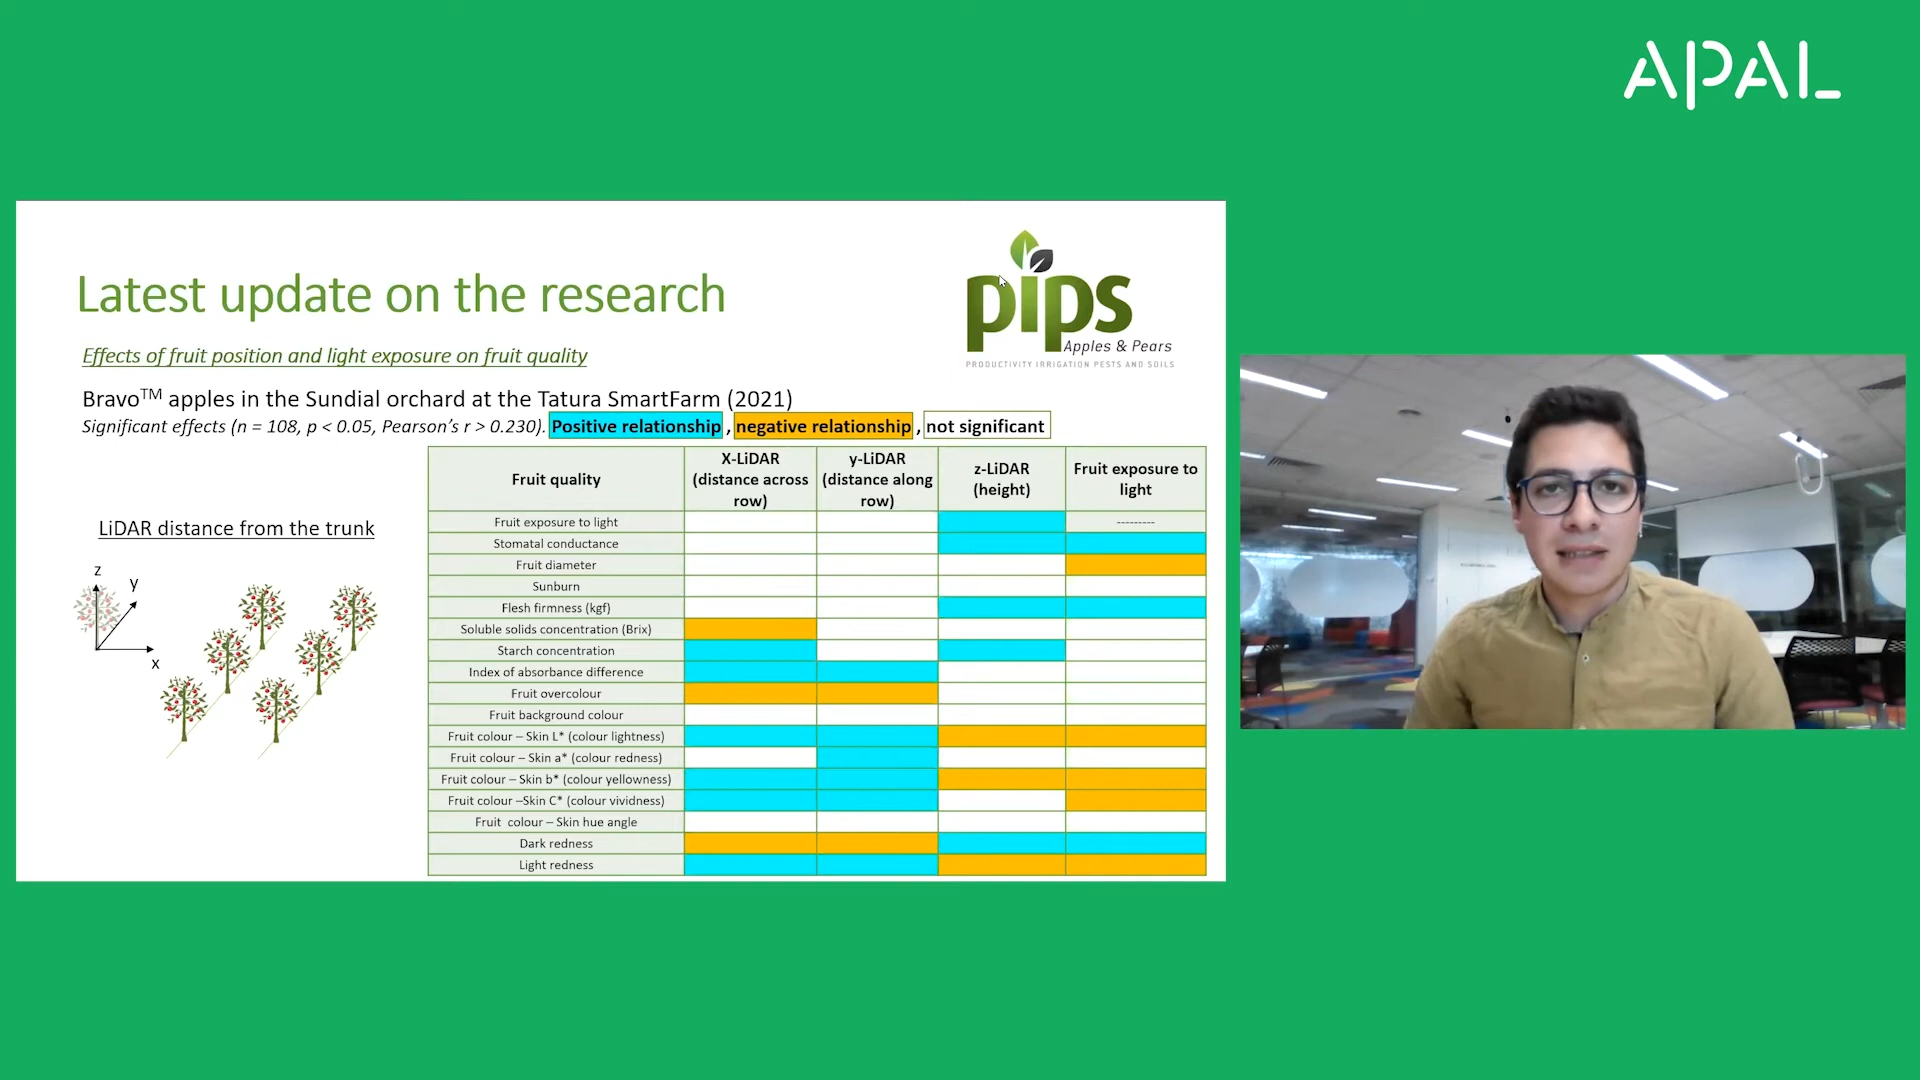 APAL
Latest update on the research
pips
Apples & Pears
PRODUCTIVITY IRRIGATION PESTS AND SOILS
Effects of fruit position and light exposure on fruit quality
Bravo™ apples in the Sundial orchard at the Tatura SmartFarm (2021)
Significant effects (n = 108, p < 0.05, Pearson's r > 0.230). Positive relationship , negative relationship , not significant
LiDAR distance from the trunk
z
y
x
Fruit quality
X-LiDAR
(distance across
row)
y-LiDAR
(distance along
row)
z-LiDAR
(height)
Fruit exposure to
light
Fruit exposure to light ---------
Stomatal conductance
Fruit diameter
Sunburn
Flesh firmness (kgf)
Soluble solids concentration (Brix)
Starch concentration
Index of absorbance difference
Fruit overcolour
Fruit background colour
Fruit colour – Skin L* (colour lightness)
Fruit colour – Skin a* (colour redness)
Fruit colour – Skin b* (colour yellowness)
Fruit colour –Skin C* (colour vividness)
Fruit colour – Skin hue angle
Dark redness
Light redness